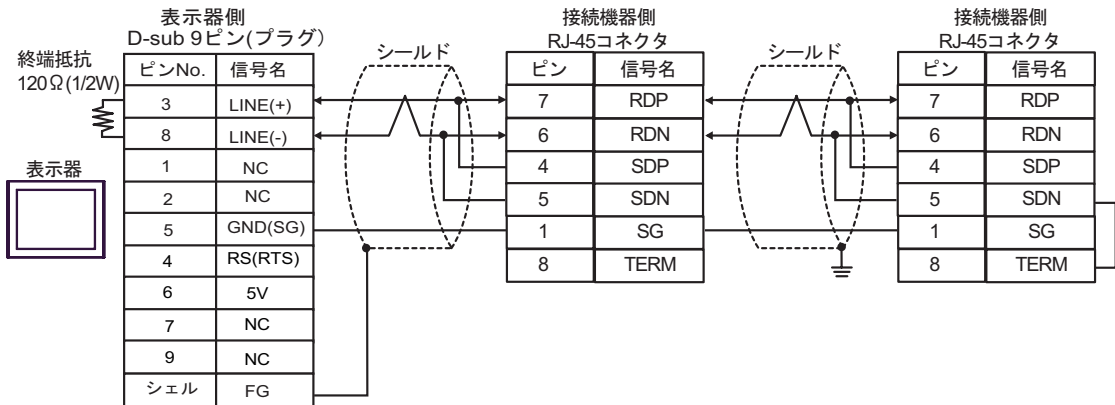 表示器側
D-sub 9ピン(プラグ)
終端抵抗
120Ω(1/2W)
ピンNo. 信号名
3 LINE(+)
8 LINE(-)
1 NC
2 NC
5 GND(SG)
4 RS(RTS)
6 5V
7 NC
9 NC
シェル FG
表示器
シールド
接続機器側
RJ-45コネクタ
ピン 信号名
7 RDP
6 RDN
4 SDP
5 SDN
1 SG
8 TERM
シールド
接続機器側
RJ-45コネクタ
ピン 信号名
7 RDP
6 RDN
4 SDP
5 SDN
1 SG
8 TERM